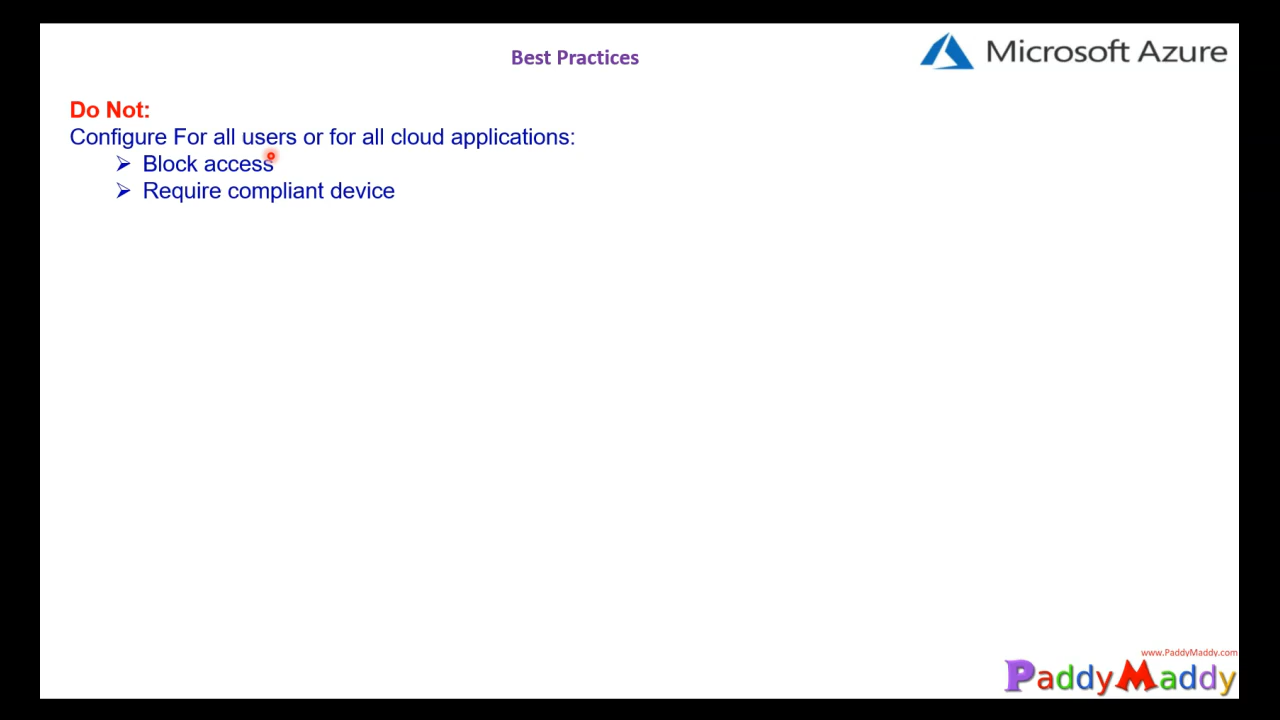 Best Practices
Microsoft Azure
Do Not:
Configure For all users or for all cloud applications:
Block access
Require compliant device
www.PaddyMaddy.com
PaddyMaddy